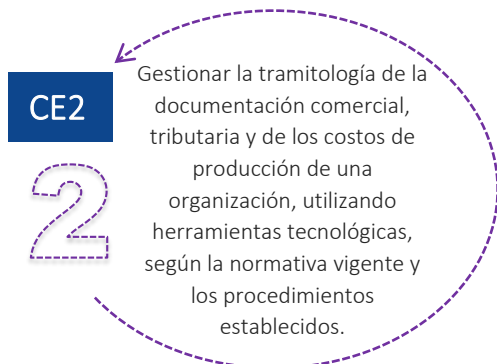 CE2
2
Gestionar la tramitología de la
documentación comercial,
tributaria y de los costos de
producción de una
organización, utilizando
herramientas tecnológicas,
según la normativa vigente y
los procedimientos
establecidos.